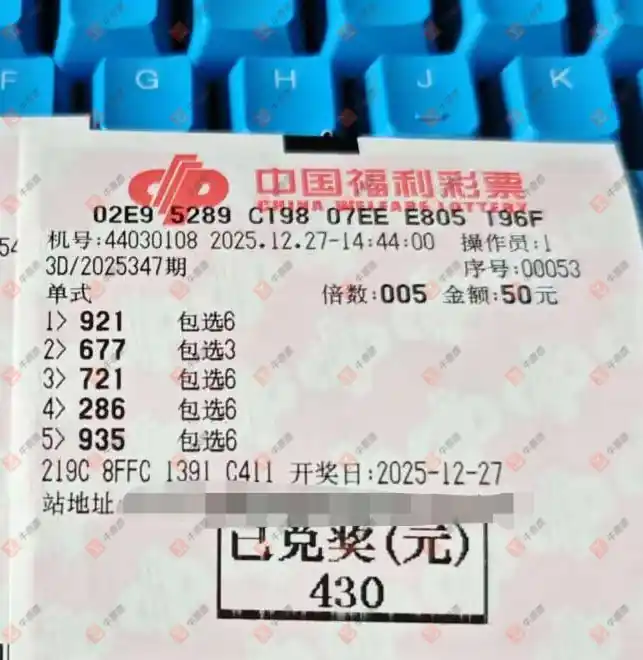 F G H J K
中国福利彩票
CHINA WELFARE LOTTERY
02E9 5289 C198 07EE E805 196F
机号:44030108 2025.12.27-14:44:00 操作员:1
3D/2025347期 序号:00053
单式 倍数:005 金额:50元
1> 921 包选6
2> 677 包选3
3> 721 包选6
4> 286 包选6
5> 935 包选6
219C 8FFC 1391 C411 开奖日:2025-12-27
站地址:
已兑奖(元)
430